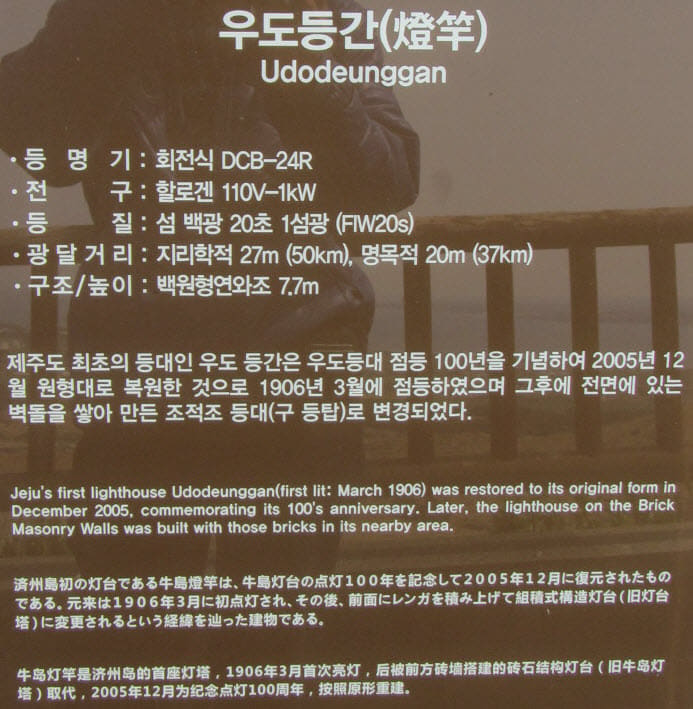 우도등간(燈竿)
Udodeunggan
· 등 명 기 : 회전식 DCB-24R
· 전 구 : 할로겐 110V-1kW
· 등 질 : 섬 백광 20초 1섬광 (FlW20s)
· 광 달 거 리 : 지리학적 27m (50km), 명목적 20m (37km)
· 구조/높이 : 백원형연와조 7.7m
제주도 최초의 등대인 우도 등간은 우도등대 점등 100년을 기념하여 2005년 12
월 원형대로 복원한 것으로 1906년 3월에 점등하였으며 그후에 전면에 있는
벽돌을 쌓아 만든 조적조 등대(구 등탑)로 변경되었다.
Jeju's first lighthouse Udodeunggan(first lit: March 1906) was restored to its original form in
December 2005, commemorating its 100's anniversary. Later, the lighthouse on the Brick
Masonry Walls was built with those bricks in its nearby area.
済州島初の灯台である牛島燈竿は、牛島灯台の点灯100年を記念して2005年12月に復元されたもの
である。元来は1906年3月に初点灯され、その後、前面にレンガを積み上げて組積式構造灯台(旧灯台
塔)に変更されるという経緯を辿った建物である。
牛岛灯竿是济州岛的首座灯塔，1906年3月首次亮灯，后被前方砖墙搭建的砖石结构灯台（旧牛岛灯
塔）取代，2005年12月为纪念点灯100周年，按照原形重建。